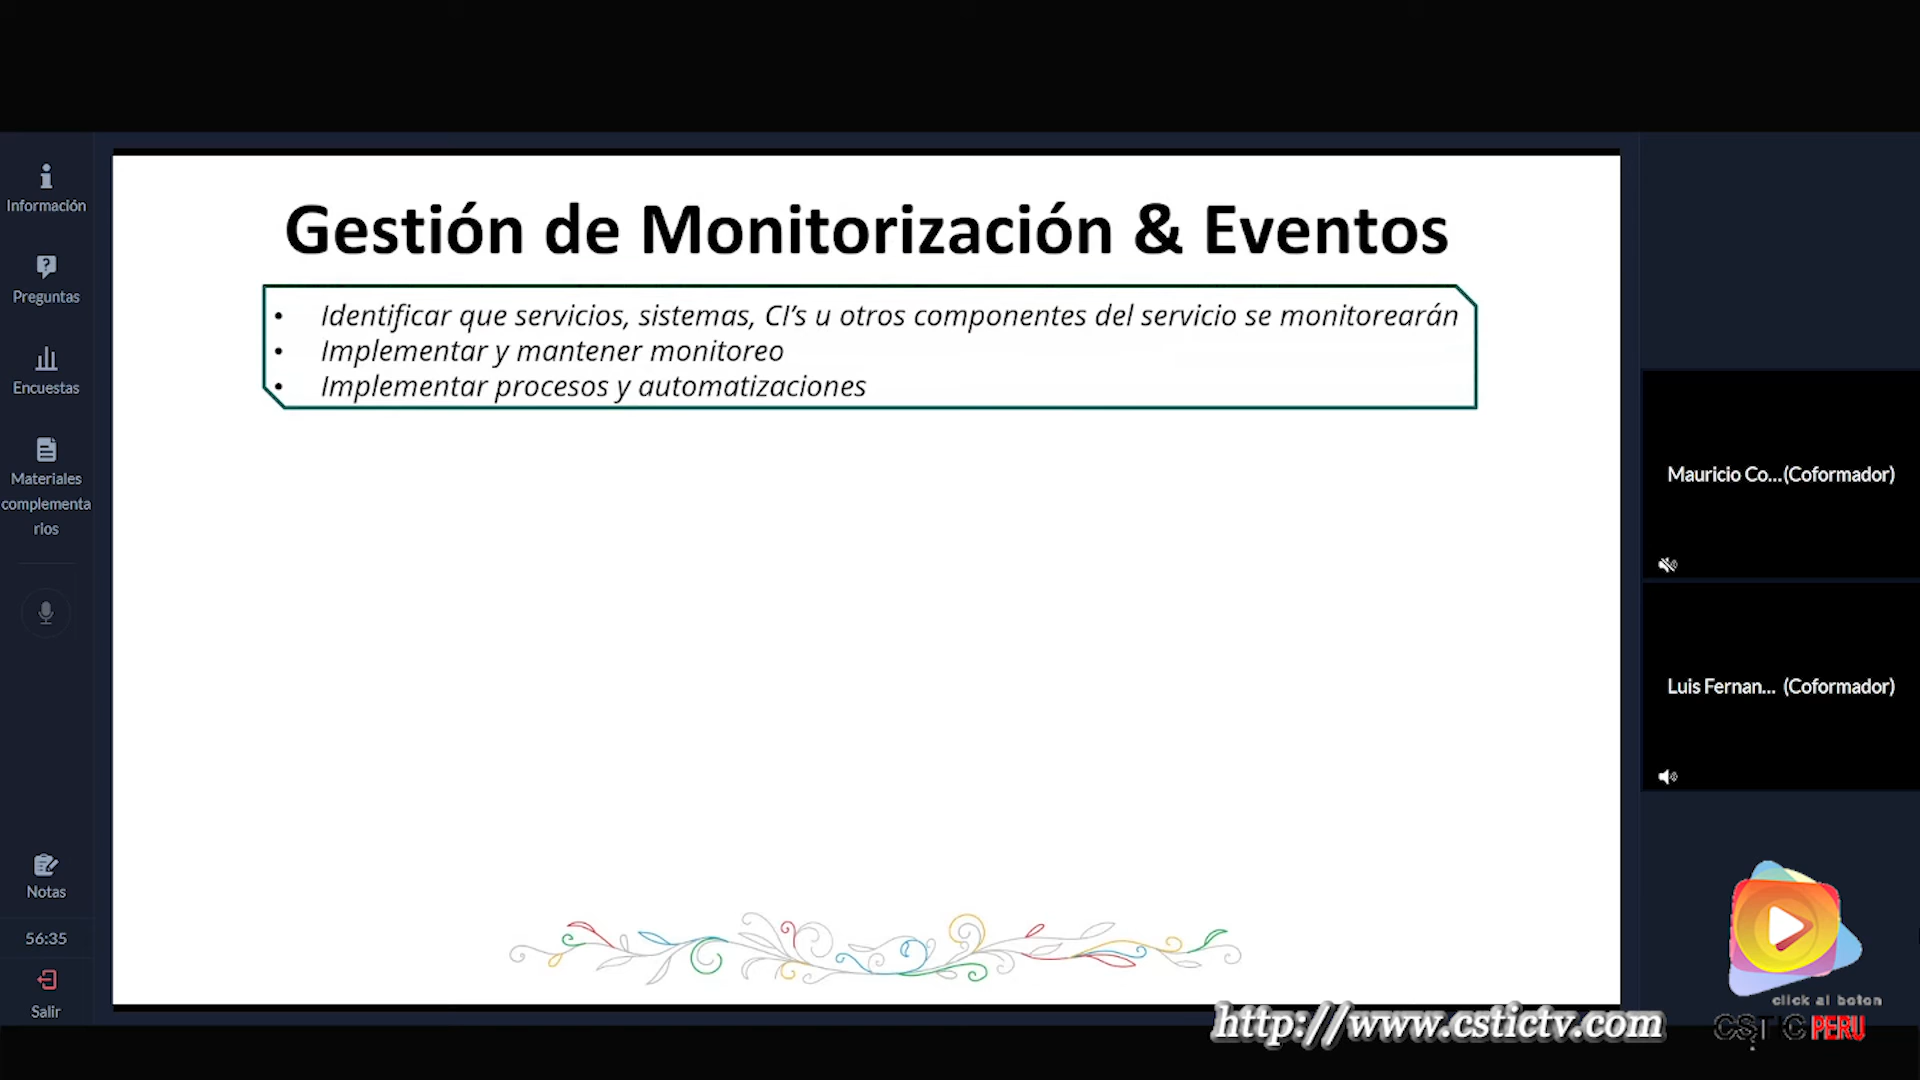 Información
Preguntas
Encuestas
Materiales
complementa
rios
Notas
56:35
Salir
Gestión de Monitorización & Eventos
• Identificar que servicios, sistemas, CI’s u otros componentes del servicio se monitorearán
• Implementar y mantener monitoreo
• Implementar procesos y automatizaciones
Mauricio Co...(Coformador)
Luis Fernan... (Coformador)
click al boton
CSTIC PERU
http://www.cstictv.com